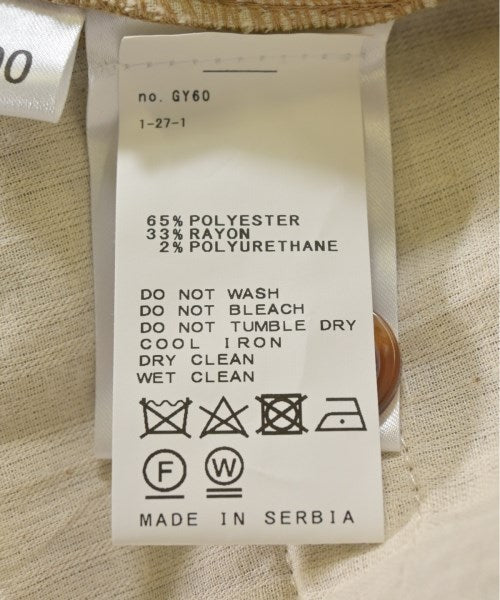 00
no. GY60
1-27-1
65% POLYESTER
33% RAYON
2% POLYURETHANE
DO NOT WASH
DO NOT BLEACH
DO NOT TUMBLE DRY
COOL IRON
DRY CLEAN
WET CLEAN
F W
MADE IN SERBIA